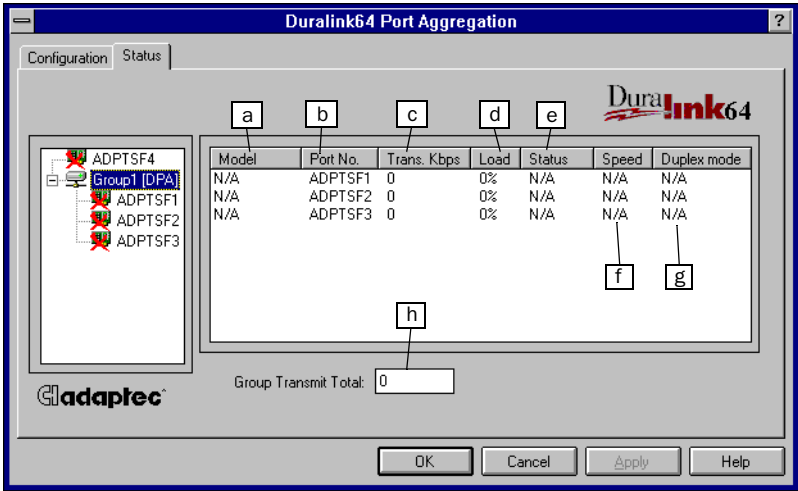 Duralink64 Port Aggregation
?
Configuration Status
Duralink64
a b c d e
ADPTSF4
Group1 [DPA]
ADPTSF1
ADPTSF2
ADPTSF3
Model Port No. Trans. Kbps Load Status Speed Duplex mode
N/A ADPTSF1 0 0% N/A N/A N/A
N/A ADPTSF2 0 0% N/A N/A N/A
N/A ADPTSF3 0 0% N/A N/A N/A
f g
h
Group Transmit Total: 0
adaptec
OK Cancel Apply Help